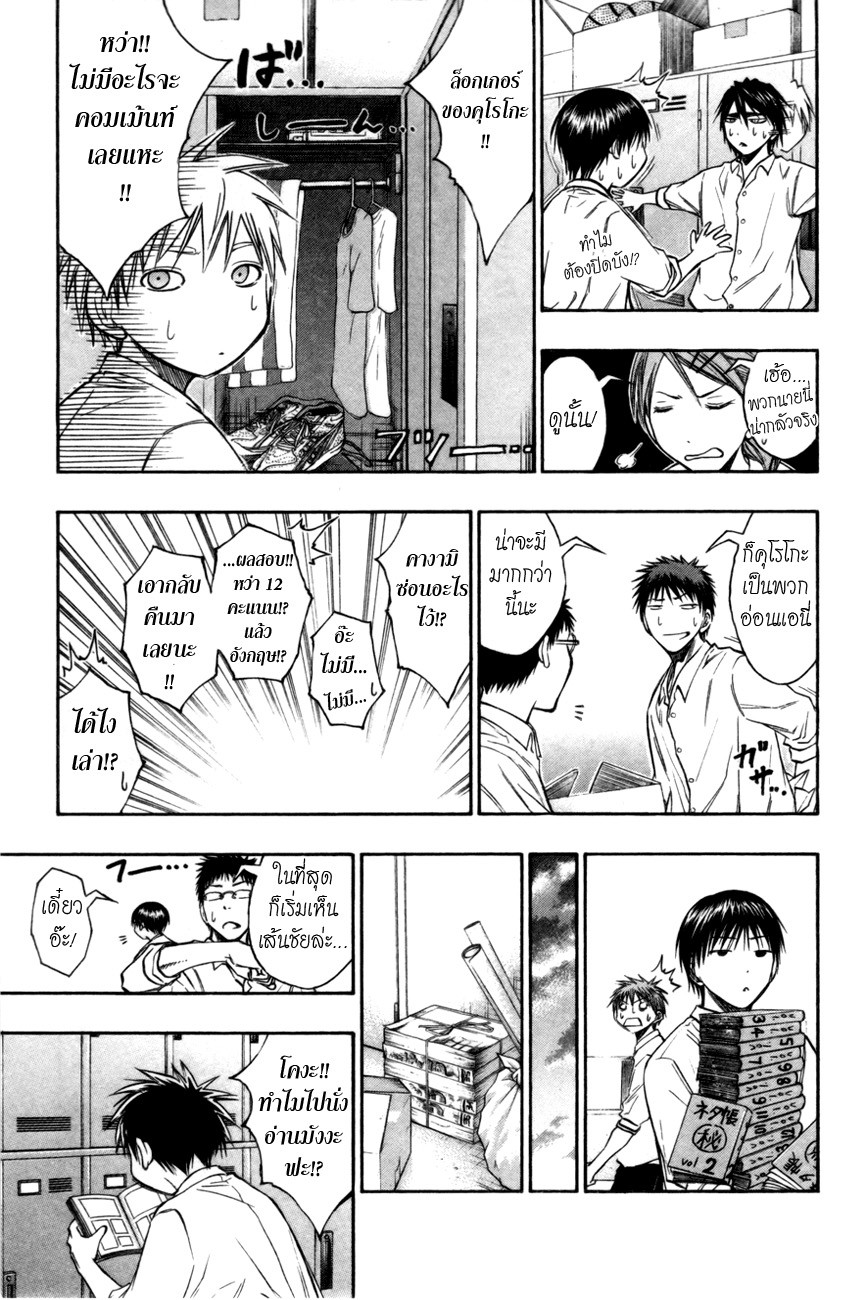 ทำไม
ต้องปิดบัง!?
ล็อกเกอร์
ของคุโรโกะ
!!
หว่า!!
ไม่มีอะไรจะ
คอมเม้นท์
เลยแหะ
!!
ば…
しーん…
ブーー…
เฮ้อ...
พวกนายนี่
น่ากลัวจริง
ดูนั้น!
ก็คุโรโกะ
เป็นพวก
อ่อนแอนี่
น่าจะมี
มากกว่า
นี้นะ
ガサ…
คางามิ
ซ่อนอะไร
ไว้!?
อ๊ะ
ไม่มี...
ไม่มี...
...ผลสอบ!!
หว่า 12
คะแนน!?
แล้ว
อังกฤษ!?
เอากลับ
คืนมา
เลยนะ
!!
ได้ไง
เล่า!?
ネタ帳
秘
vol 2
ในที่สุด
ก็เริ่มเห็น
เส้นชัยล่ะ...
フー…
เดี๋ยว
อ๊ะ!
โคงะ!!
ทำไมไปนั่ง
อ่านมังงะ
ฟะ!?